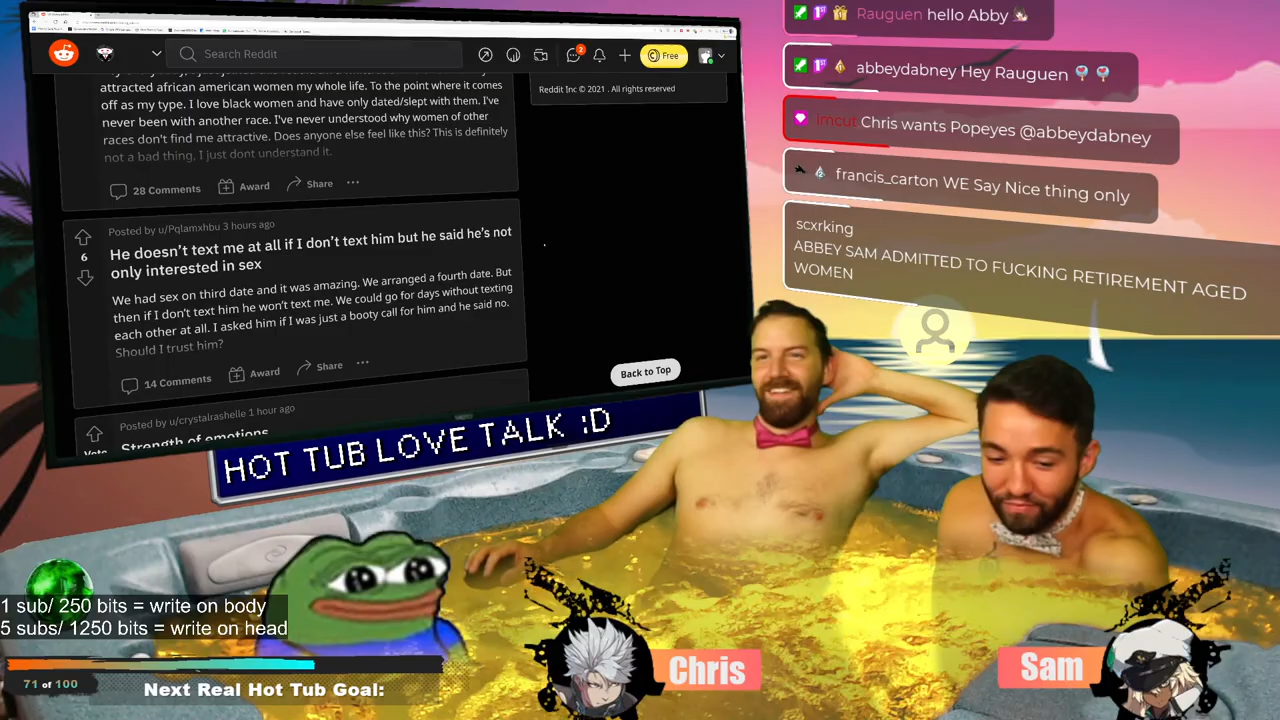 Search Reddit
2
Free
attracted african american women my whole life. To the point where it comes
off as my type. I love black women and have only dated/slept with them. I've
never been with another race. I've never understood why women of other
races don't find me attractive. Does anyone else feel like this? This is definitely
not a bad thing, I just dont understand it.
28 Comments Award Share
Reddit Inc © 2021 . All rights reserved
Posted by u/Pqlamxhbu 3 hours ago
6
He doesn't text me at all if I don't text him but he said he's not
only interested in sex
We had sex on third date and it was amazing. We arranged a fourth date. But
then if I don't text him he won't text me. We could go for days without texting
each other at all. I asked him if I was just a booty call for him and he said no.
Should I trust him?
14 Comments Award Share
Back to Top
Posted by u/crystalrashelle 1 hour ago
Strength of emotions
Vote
HOT TUB LOVE TALK :D
Rauguen hello Abby
abbeydabney Hey Rauguen
imcut Chris wants Popeyes @abbeydabney
francis_carton WE Say Nice thing only
scxrking
ABBEY SAM ADMITTED TO FUCKING RETIREMENT AGED
WOMEN
1 sub/ 250 bits = write on body
5 subs/ 1250 bits = write on head
71 of 100
Next Real Hot Tub Goal:
Chris
Sam